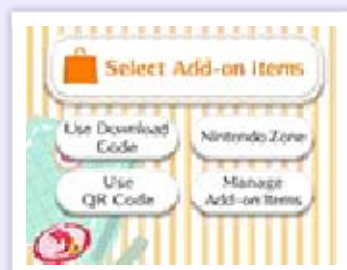 Select Add-on Items
Use Download
Code
Nintendo Zone
Use
QR Code
Manage
Add-on Items